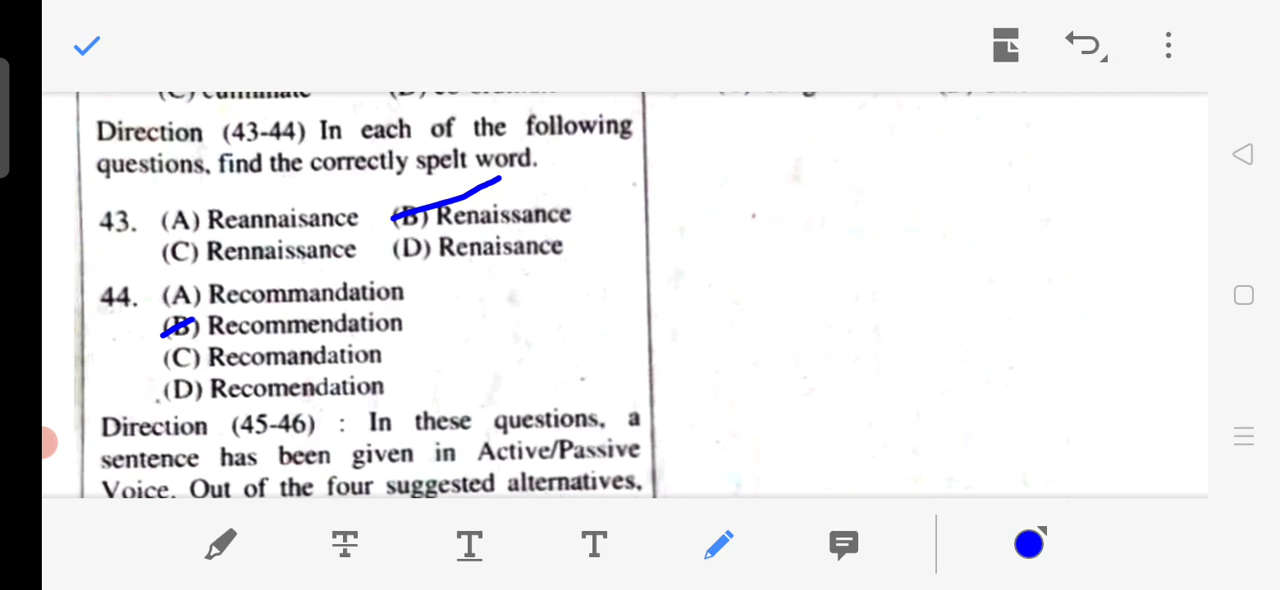 Direction (43-44) In each of the following
questions, find the correctly spelt word.
43. (A) Reannaisance (B) Renaissance
(C) Rennaissance (D) Renaisance
44. (A) Recommandation
(B) Recommendation
(C) Recomandation
(D) Recomendation
Direction (45-46) : In these questions, a
sentence has been given in Active/Passive
Voice. Out of the four suggested alternatives,